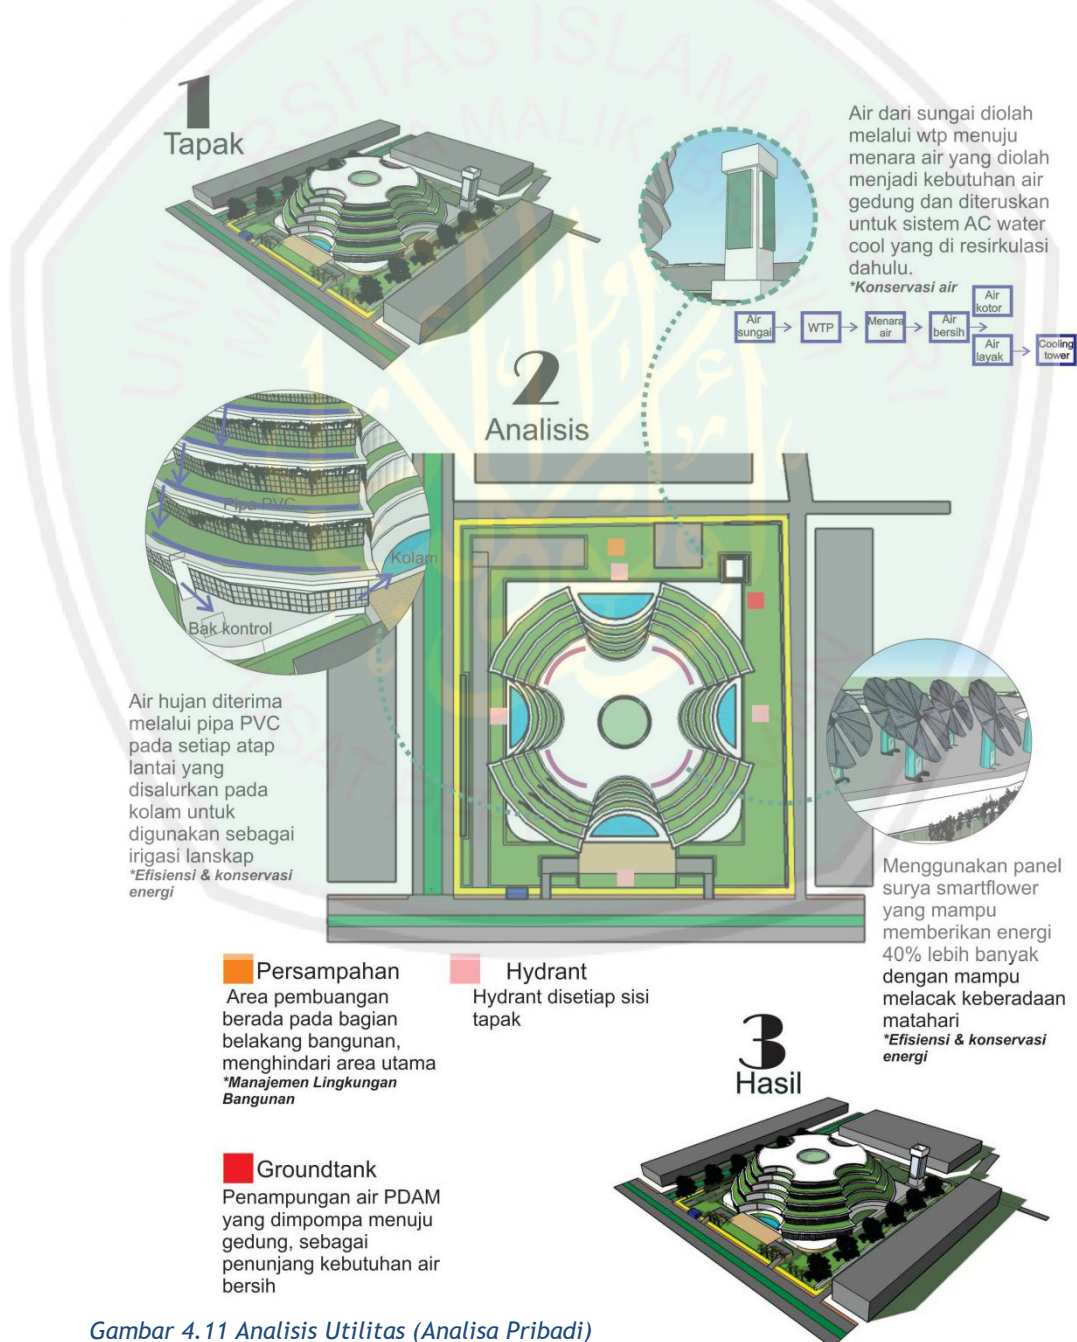 1
Tapak
Air dari sungai diolah
melalui wtp menuju
menara air yang diolah
menjadi kebutuhan air
gedung dan diteruskan
untuk sistem AC water
cool yang di resirkulasi
dahulu.
*Konservasi air
Air
sungai
WTP
Menara
air
Air
bersih
Air
kotor
Air
layak
Cooling
tower
2
Analisis
Pipa PVC
Kolam
Bak kontrol
Air hujan diterima
melalui pipa PVC
pada setiap atap
lantai yang
disalurkan pada
kolam untuk
digunakan sebagai
irigasi lanskap
*Efisiensi & konservasi
energi
Menggunakan panel
surya smartflower
yang mampu
memberikan energi
40% lebih banyak
dengan mampu
melacak keberadaan
matahari
*Efisiensi & konservasi
energi
Persampahan
Area pembuangan
berada pada bagian
belakang bangunan,
menghindari area utama
*Manajemen Lingkungan
Bangunan
Hydrant
Hydrant disetiap sisi
tapak
Groundtank
Penampungan air PDAM
yang dimpompa menuju
gedung, sebagai
penunjang kebutuhan air
bersih
3
Hasil
Gambar 4.11 Analisis Utilitas (Analisa Pribadi)